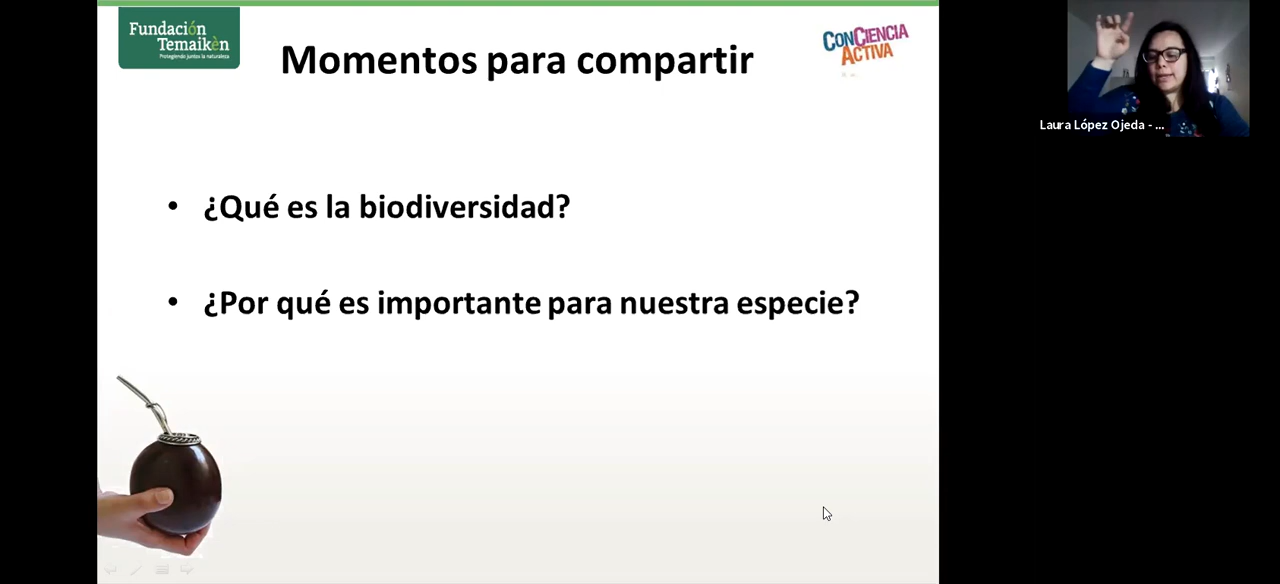 Fundación
Temaikèn
Protegiendo juntos la naturaleza
Momentos para compartir
CONCIENCIA
ACTIVA
Laura López Ojeda - ...
• ¿Qué es la biodiversidad?
• ¿Por qué es importante para nuestra especie?